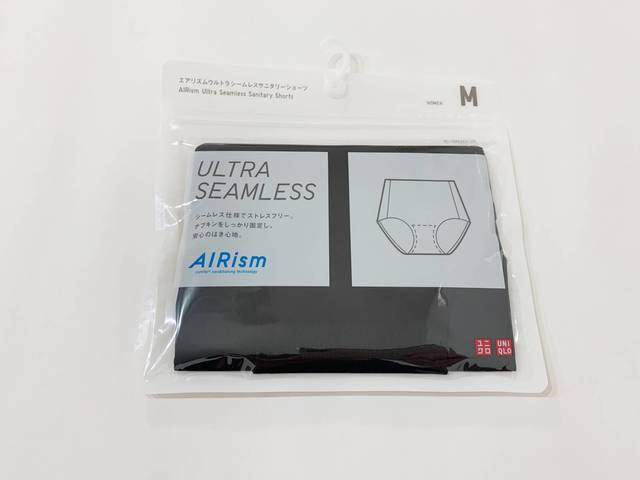 エアリズムウルトラシームレスサニタリーショーツ
AIRism Ultra Seamless Sanitary Shorts
WOMEN M
ULTRA
SEAMLESS
シームレス仕様でストレスフリー。
ナプキンをしっかり固定し、
安心のはき心地。
AIRism
comfort conditioning technology
ユニ UNI
クロ QLO